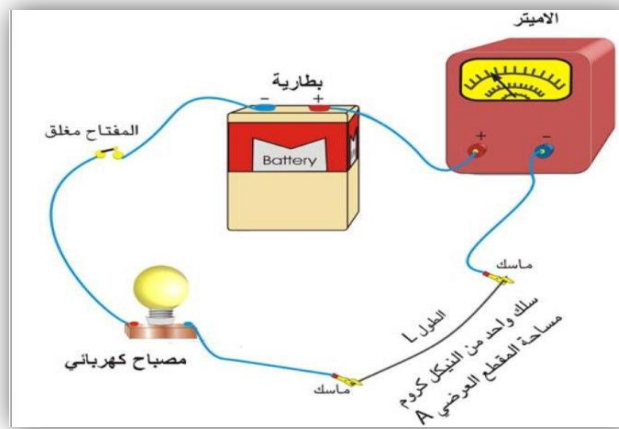 الاميتر
بطارية
− +
Battery
المفتاح مغلق
+ −
ماسك
الطول L
سلك واحد من النيكل كروم
مساحة المقطع العرضي A
مصباح كهربائي
ماسك